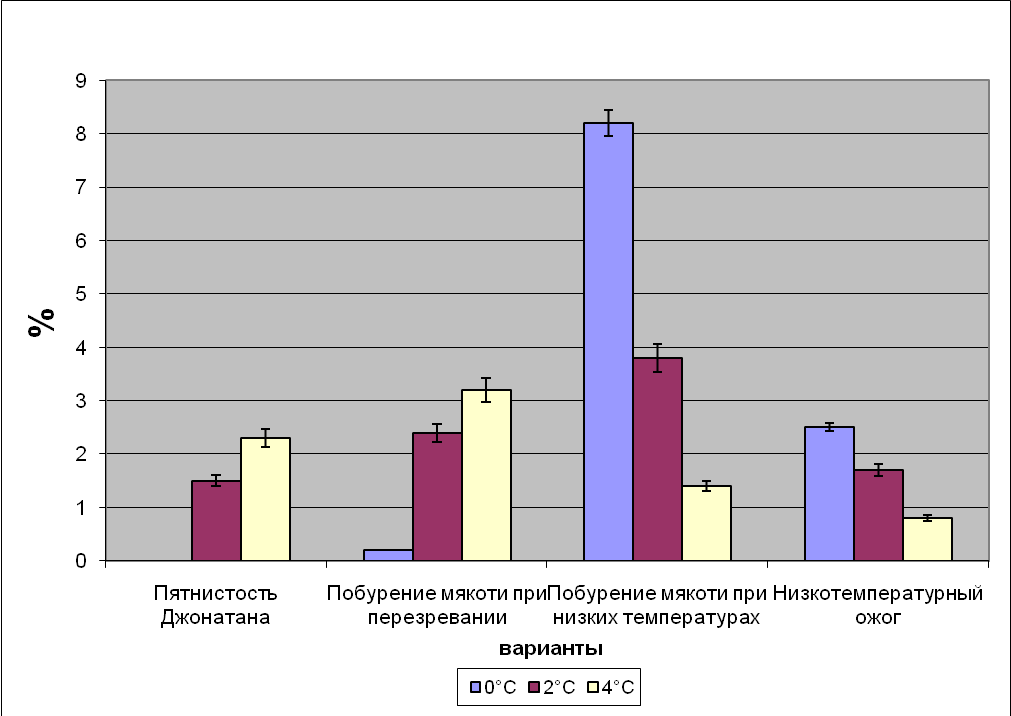 9
8
7
6
5
4
3
2
1
0
%
Пятнистость
Джонатана
Побурение мякоти при
перезревании
Побурение мякоти при
низких температурах
Низкотемпературный
ожог
варианты
0°C 2°C 4°C